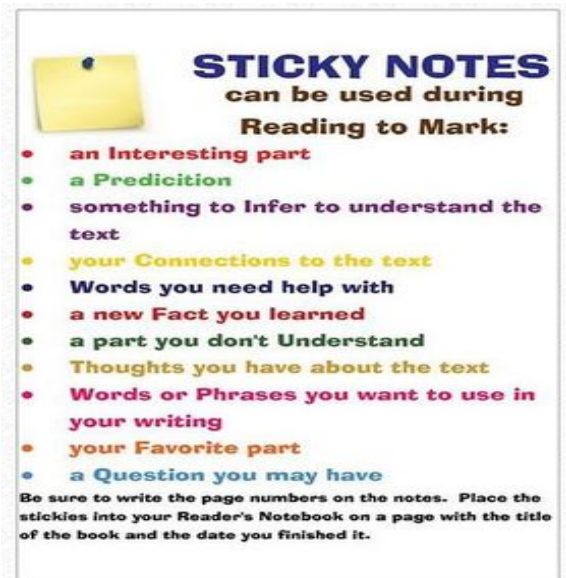 STICKY NOTES
can be used during
Reading to Mark:
• an Interesting part
• a Predicition
• something to Infer to understand the
text
• your Connections to the text
• Words you need help with
• a new Fact you learned
• a part you don't Understand
• Thoughts you have about the text
• Words or Phrases you want to use in
your writing
• your Favorite part
• a Question you may have
Be sure to write the page numbers on the notes. Place the
stickies into your Reader's Notebook on a page with the title
of the book and the date you finished it.